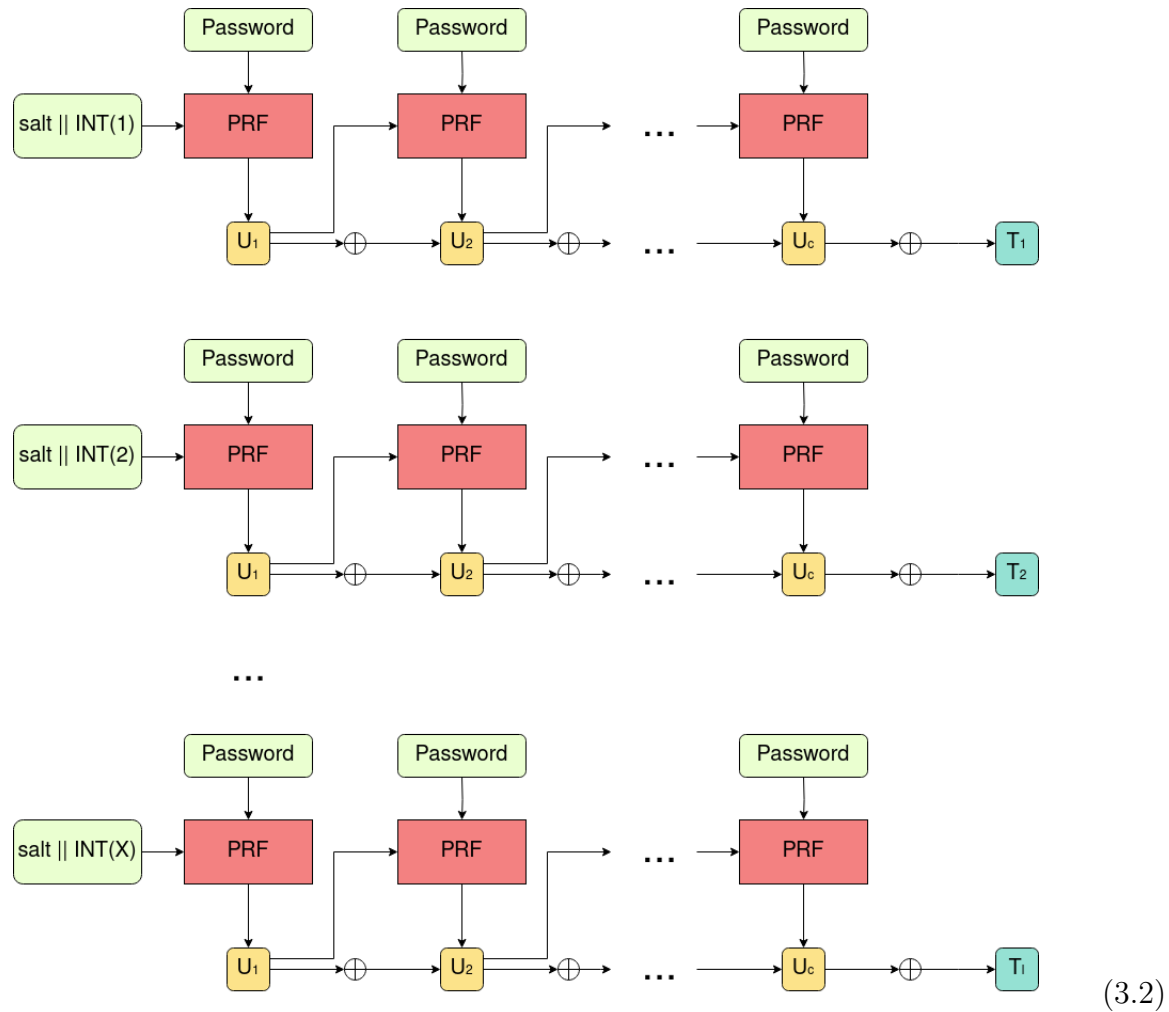 Password Password Password
salt || INT(1) PRF PRF ... PRF
U1 U2 ... Uc T1
Password Password Password
salt || INT(2) PRF PRF ... PRF
U1 U2 ... Uc T2
...
Password Password Password
salt || INT(X) PRF PRF ... PRF
U1 U2 ... Uc Tl
(3.2)